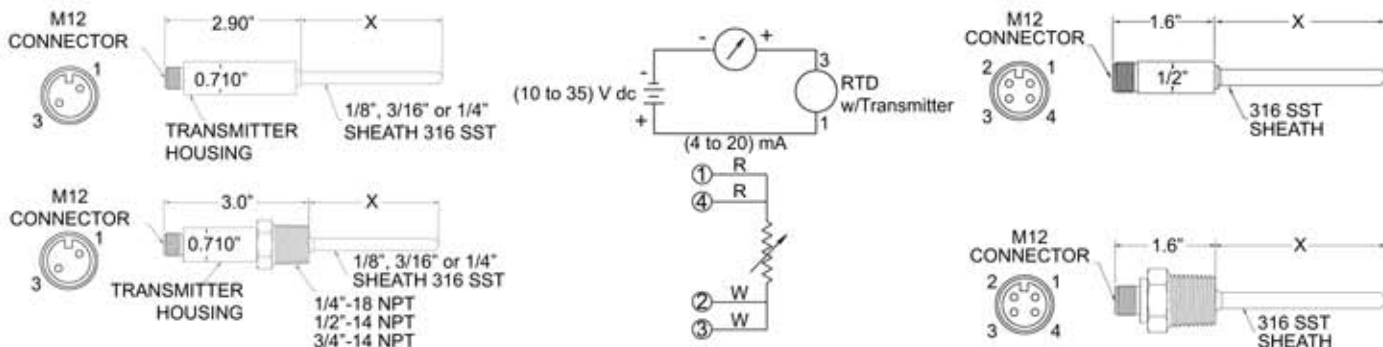 M12
CONNECTOR
1
3
2.90"
X
0.710"
TRANSMITTER
HOUSING
1/8", 3/16" or 1/4"
SHEATH 316 SST
M12
CONNECTOR
1
3
3.0"
X
0.710"
TRANSMITTER
HOUSING
1/8", 3/16" or 1/4"
SHEATH 316 SST
1/4"-18 NPT
1/2"-14 NPT
3/4"-14 NPT
- +
-
(10 to 35) V dc
+
3
RTD
w/Transmitter
1
(4 to 20) mA
1 R
4 R
2 W
3 W
M12
CONNECTOR
2 1
3 4
1.6"
X
1/2"
316 SST
SHEATH
M12
CONNECTOR
2 1
3 4
1.6"
X
316 SST
SHEATH